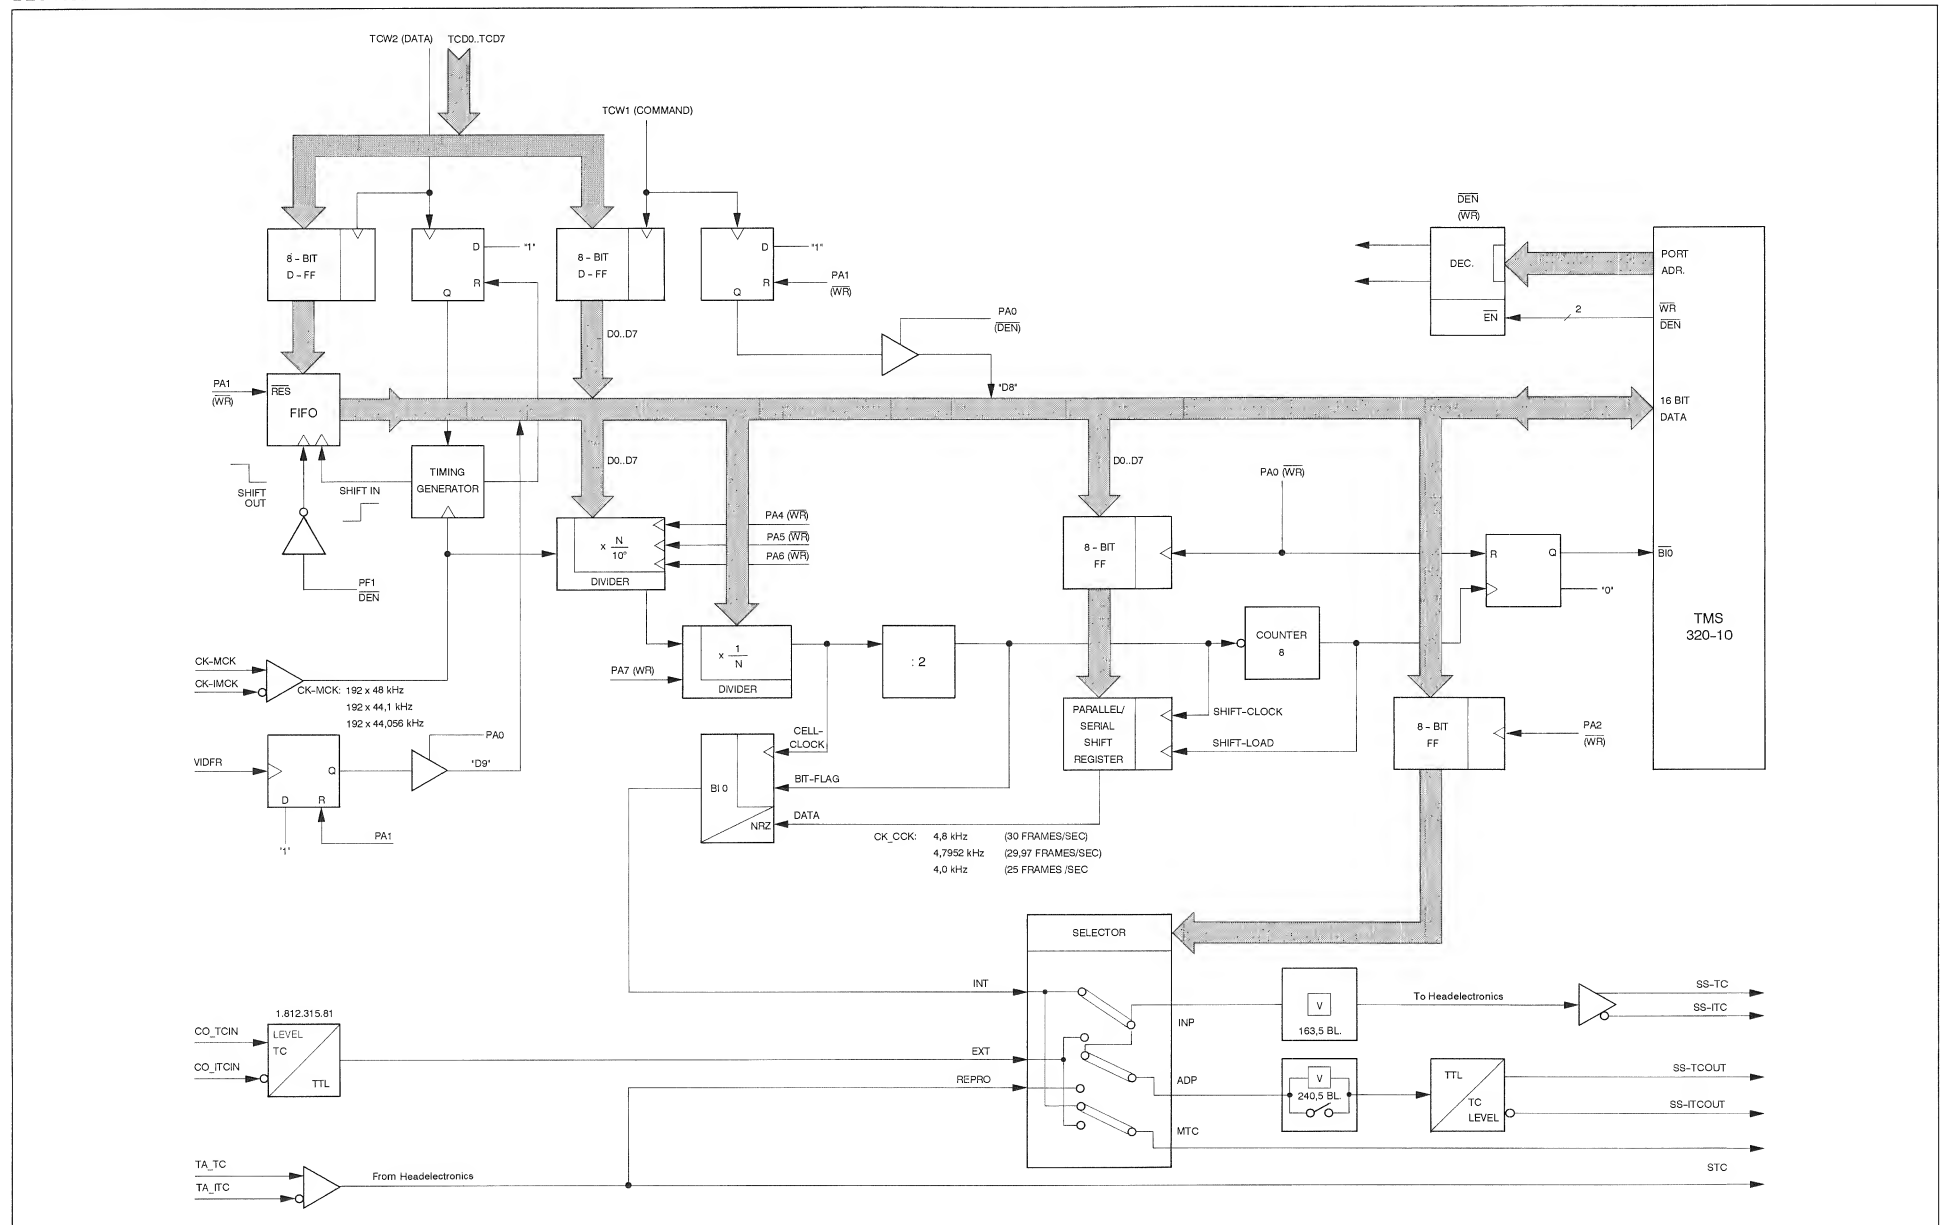 TCW2 (DATA)
TCD0..TCD7
TCW1 (COMMAND)
8 – BIT
D – FF
D
"1"
R
Q
8 – BIT
D – FF
D
"1"
R
Q
PA1
(WR)
D0..D7
PA0
(DEN)
"D8"
DEN
(WR)
DEC.
EN
2
PORT
ADR.
WR
DEN
16 BIT
DATA
BI0
TMS
320-10
PA1
(WR)
RES
FIFO
SHIFT
OUT
SHIFT IN
TIMING
GENERATOR
PF1
DEN
D0..D7
x N
10⁶
DIVIDER
PA4 (WR)
PA5 (WR)
PA6 (WR)
D0..D7
PA0 (WR)
8 – BIT
FF
R
Q
"0"
CK-MCK
CK-IMCK
CK-MCK: 192 x 48 kHz
192 x 44,1 kHz
192 x 44,056 kHz
PA7 (WR)
x 1
N
DIVIDER
: 2
COUNTER
8
VIDFR
Q
D
R
"1"
PA1
PA0
"D9"
CELL-
CLOCK
BIT-FLAG
DATA
BI 0
NRZ
PARALLEL/
SERIAL
SHIFT
REGISTER
SHIFT-CLOCK
SHIFT-LOAD
8 – BIT
FF
PA2
(WR)
CK_CCK: 4,8 kHz (30 FRAMES/SEC)
4,7952 kHz (29,97 FRAMES/SEC)
4,0 kHz (25 FRAMES /SEC
SELECTOR
INT
EXT
REPRO
INP
ADP
MTC
V
163,5 BL.
To Headelectronics
SS-TC
SS-ITC
V
240,5 BL.
TTL
TC
LEVEL
SS-TCOUT
SS-ITCOUT
STC
1.812.315.81
CO_TCIN
CO_ITCIN
LEVEL
TC
TTL
TA_TC
TA_ITC
From Headelectronics